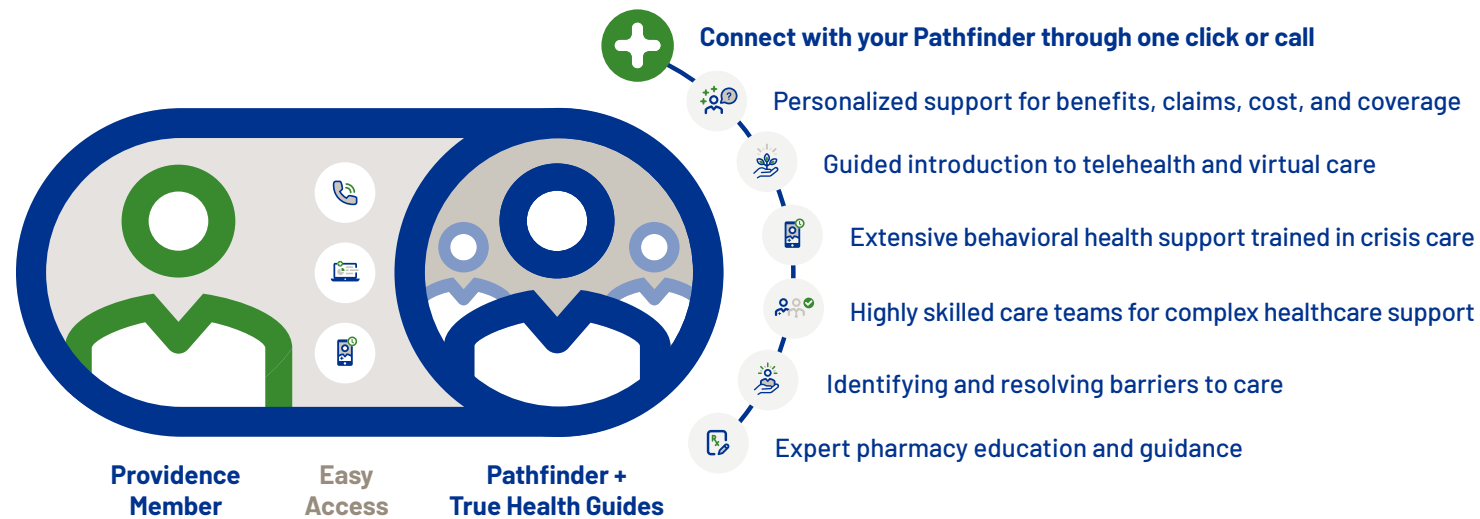 Connect with your Pathfinder through one click or call
Personalized support for benefits, claims, cost, and coverage
Guided introduction to telehealth and virtual care
Extensive behavioral health support trained in crisis care
Highly skilled care teams for complex healthcare support
Identifying and resolving barriers to care
Expert pharmacy education and guidance
Providence
Member
Easy
Access
Pathfinder +
True Health Guides